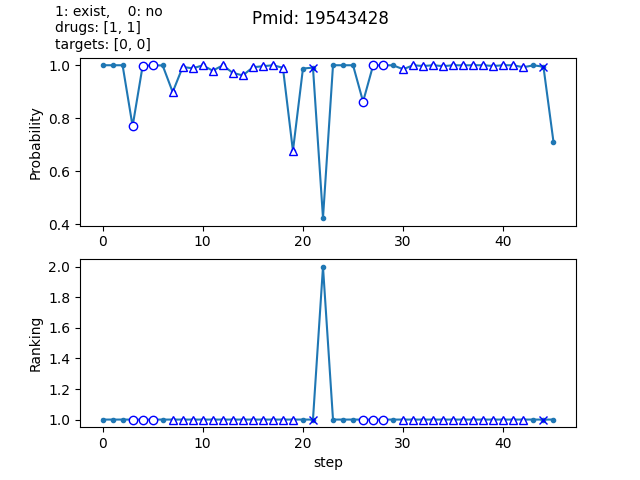 1: exist,    0: no
Pmid: 19543428
drugs: [1, 1]
targets: [0, 0]
1.0
0.8
0.6
0.4
Probability
0 10 20 30 40
2.0
1.8
1.6
1.4
1.2
1.0
Ranking
0 10 20 30 40
step